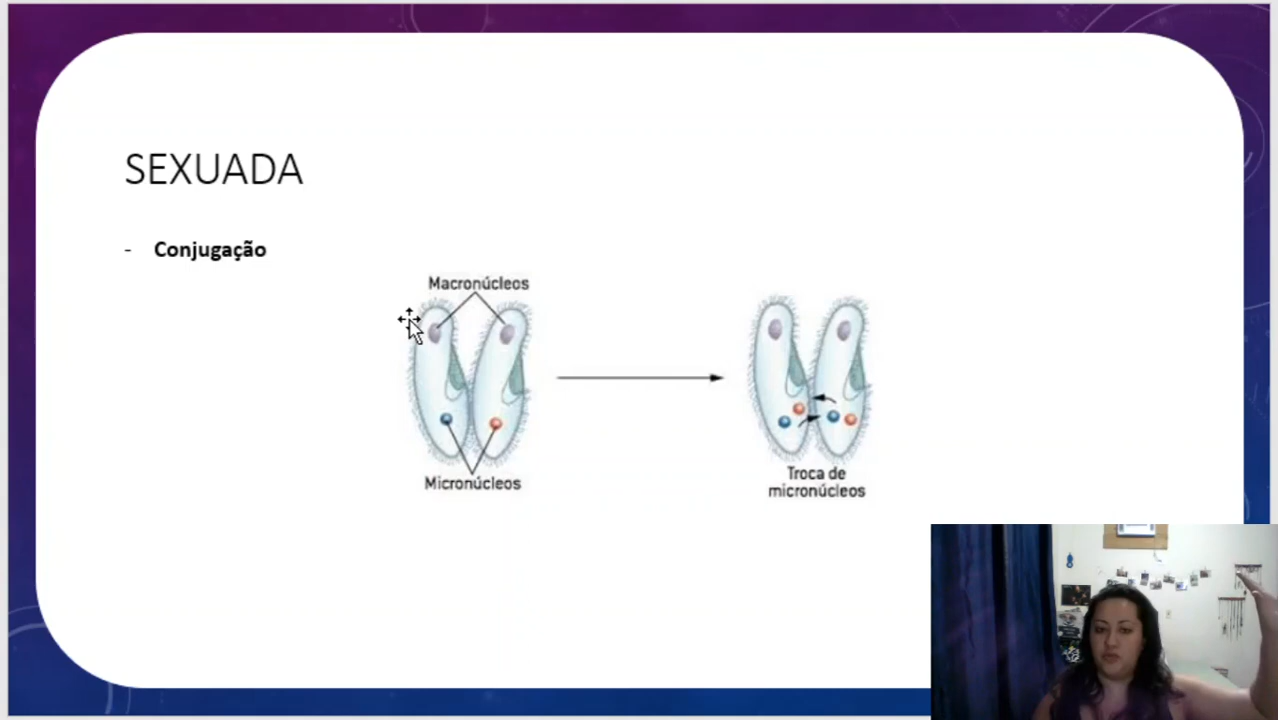 SEXUADA
- Conjugação
Macronúcleos
Micronúcleos
Troca de
micronúcleos